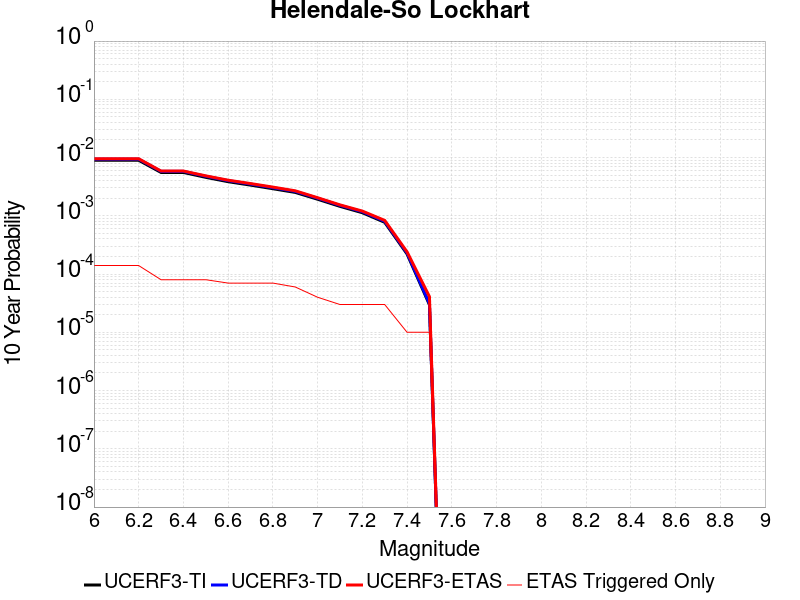 Helendale-So Lockhart
10^0
10^-1
10^-2
10^-3
10^-4
10^-5
10^-6
10^-7
10^-8
10 Year Probability
6 6.2 6.4 6.6 6.8 7 7.2 7.4 7.6 7.8 8 8.2 8.4 8.6 8.8 9
Magnitude
UCERF3-TI UCERF3-TD UCERF3-ETAS ETAS Triggered Only